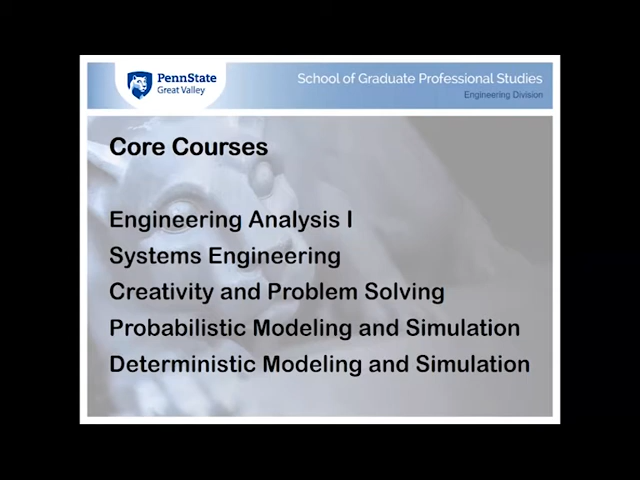 PennState
Great Valley
School of Graduate Professional Studies
Engineering Division
Core Courses
Engineering Analysis I
Systems Engineering
Creativity and Problem Solving
Probabilistic Modeling and Simulation
Deterministic Modeling and Simulation